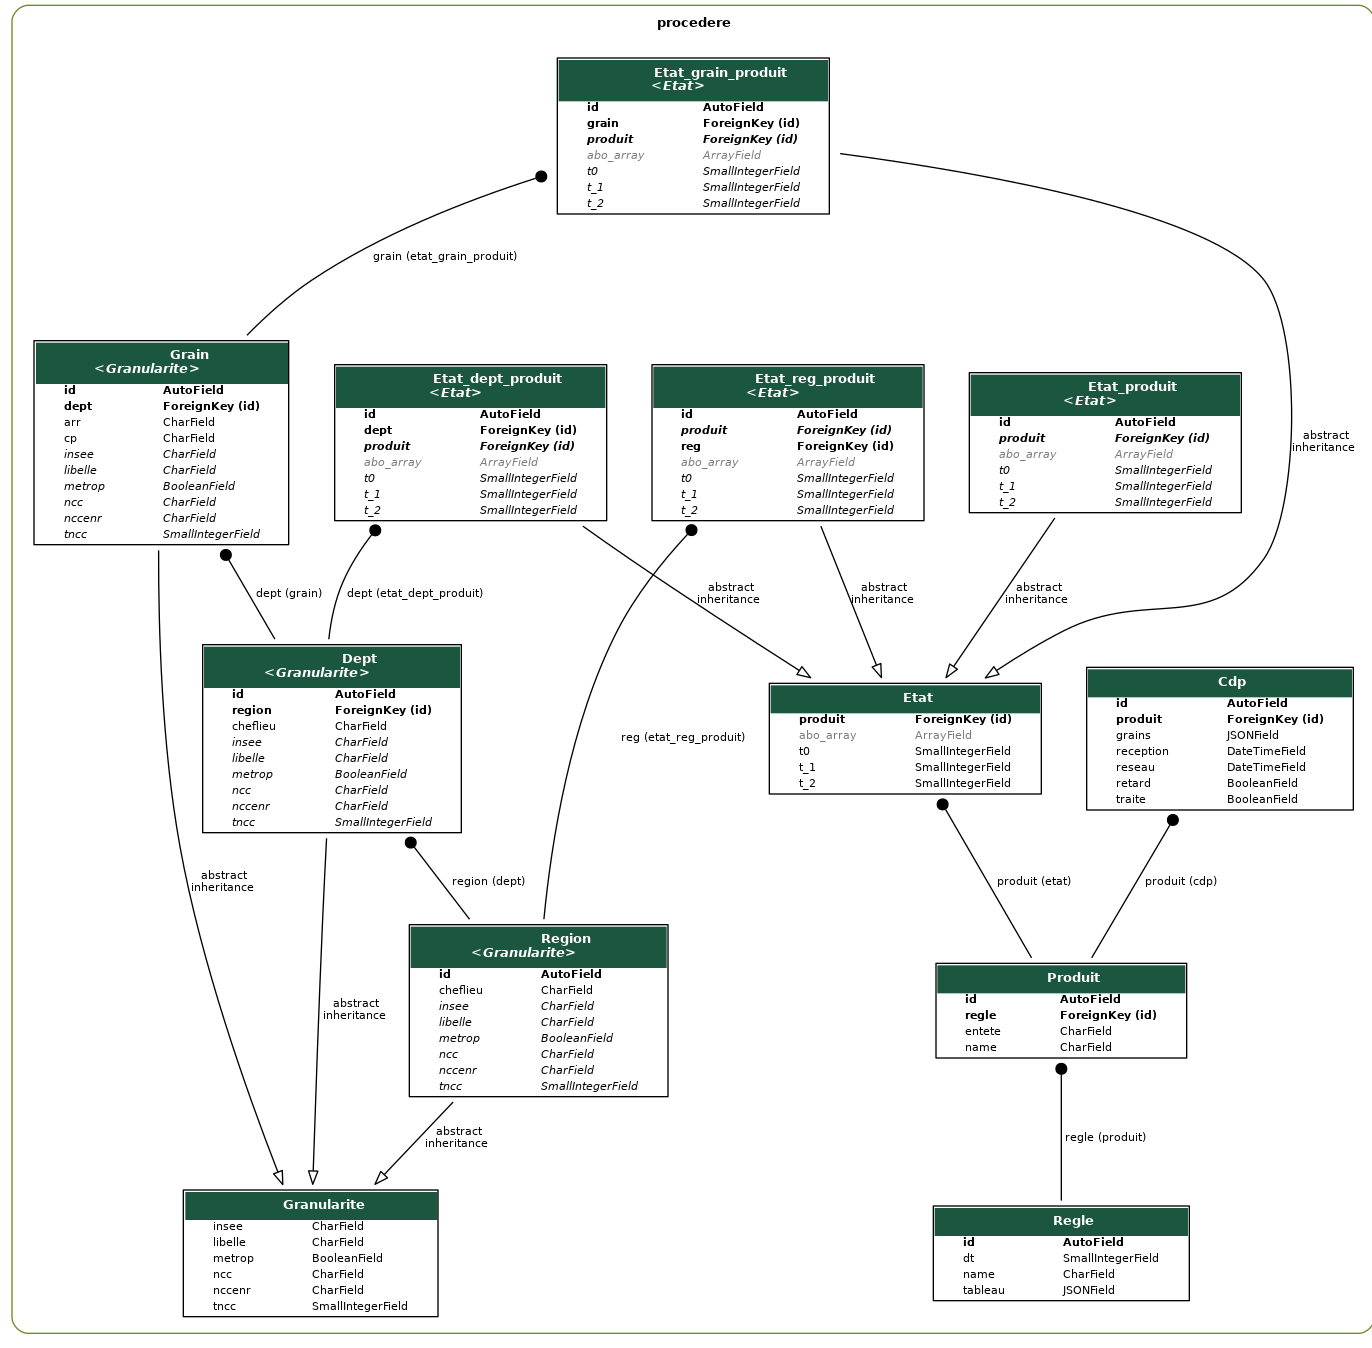 procedere
Etat_grain_produit
<Etat>
id AutoField
grain ForeignKey (id)
produit ForeignKey (id)
abo_array ArrayField
t0 SmallIntegerField
t_1 SmallIntegerField
t_2 SmallIntegerField
grain (etat_grain_produit)
Grain
<Granularite>
id AutoField
dept ForeignKey (id)
arr CharField
cp CharField
insee CharField
libelle CharField
metrop BooleanField
ncc CharField
nccenr CharField
tncc SmallIntegerField
Etat_dept_produit
<Etat>
id AutoField
dept ForeignKey (id)
produit ForeignKey (id)
abo_array ArrayField
t0 SmallIntegerField
t_1 SmallIntegerField
t_2 SmallIntegerField
Etat_reg_produit
<Etat>
id AutoField
produit ForeignKey (id)
reg ForeignKey (id)
abo_array ArrayField
t0 SmallIntegerField
t_1 SmallIntegerField
t_2 SmallIntegerField
Etat_produit
<Etat>
id AutoField
produit ForeignKey (id)
abo_array ArrayField
t0 SmallIntegerField
t_1 SmallIntegerField
t_2 SmallIntegerField
abstract
inheritance
dept (grain)
dept (etat_dept_produit)
abstract
inheritance
abstract
inheritance
abstract
inheritance
Dept
<Granularite>
id AutoField
region ForeignKey (id)
cheflieu CharField
insee CharField
libelle CharField
metrop BooleanField
ncc CharField
nccenr CharField
tncc SmallIntegerField
reg (etat_reg_produit)
Etat
produit ForeignKey (id)
abo_array ArrayField
t0 SmallIntegerField
t_1 SmallIntegerField
t_2 SmallIntegerField
Cdp
id AutoField
produit ForeignKey (id)
grains JSONField
reception DateTimeField
reseau DateTimeField
retard BooleanField
traite BooleanField
abstract
inheritance
region (dept)
produit (etat)
produit (cdp)
Region
<Granularite>
id AutoField
cheflieu CharField
insee CharField
libelle CharField
metrop BooleanField
ncc CharField
nccenr CharField
tncc SmallIntegerField
abstract
inheritance
Produit
id AutoField
regle ForeignKey (id)
entete CharField
name CharField
abstract
inheritance
regle (produit)
Granularite
insee CharField
libelle CharField
metrop BooleanField
ncc CharField
nccenr CharField
tncc SmallIntegerField
Regle
id AutoField
dt SmallIntegerField
name CharField
tableau JSONField